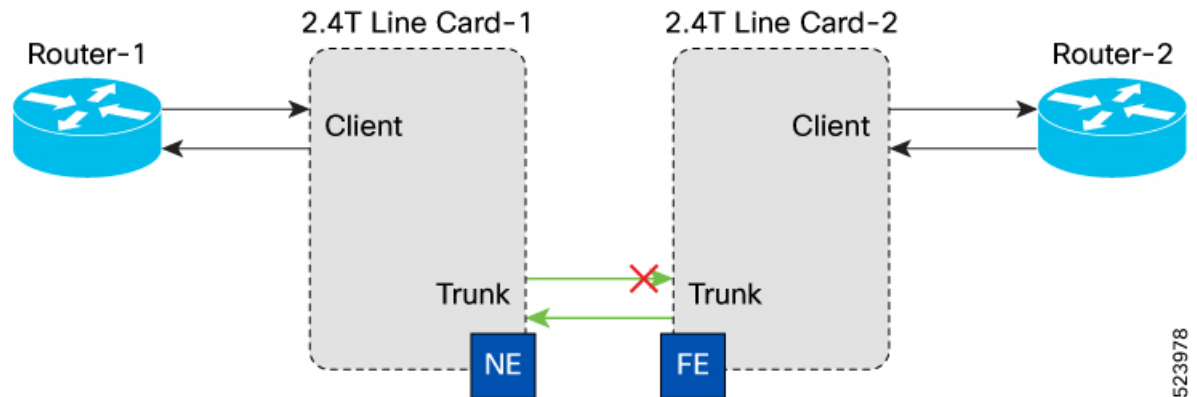 2.4T Line Card-1
2.4T Line Card-2
Router-1
Router-2
Client
Client
Trunk
Trunk
NE
FE
523978